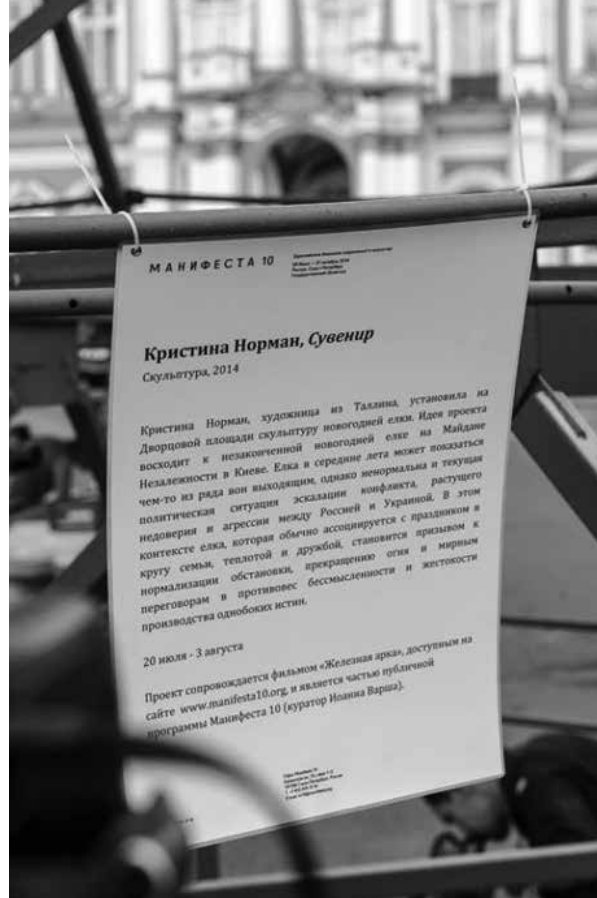 МАНИФЕСТА 10
Кристина Норман, Сувенир
Скульптура, 2014
Кристина Норман, художница из Таллина, установила на
Дворцовой площади скульптуру новогодней елки. Идея проекта
восходит к незаконченной новогодней елке на Майдане
Незалежности в Киеве. Елка в середине лета может показаться
чем-то из ряда вон выходящим, однако ненормальна и текущая
политическая ситуация эскалации конфликта, растущего
недоверия и агрессии между Россией и Украиной. В этом
контексте елка, которая обычно ассоциируется с праздником в
кругу семьи, теплотой и дружбой, становится призывом к
нормализации обстановки, прекращению огня и мирным
переговорам в противовес бессмысленности и жестокости
производства однобоких истин.
20 июля - 3 августа
Проект сопровождается фильмом «Железная арка», доступным на
сайте www.manifesta10.org, и является частью публичной
программы Манифеста 10 (куратор Иоанна Варша).